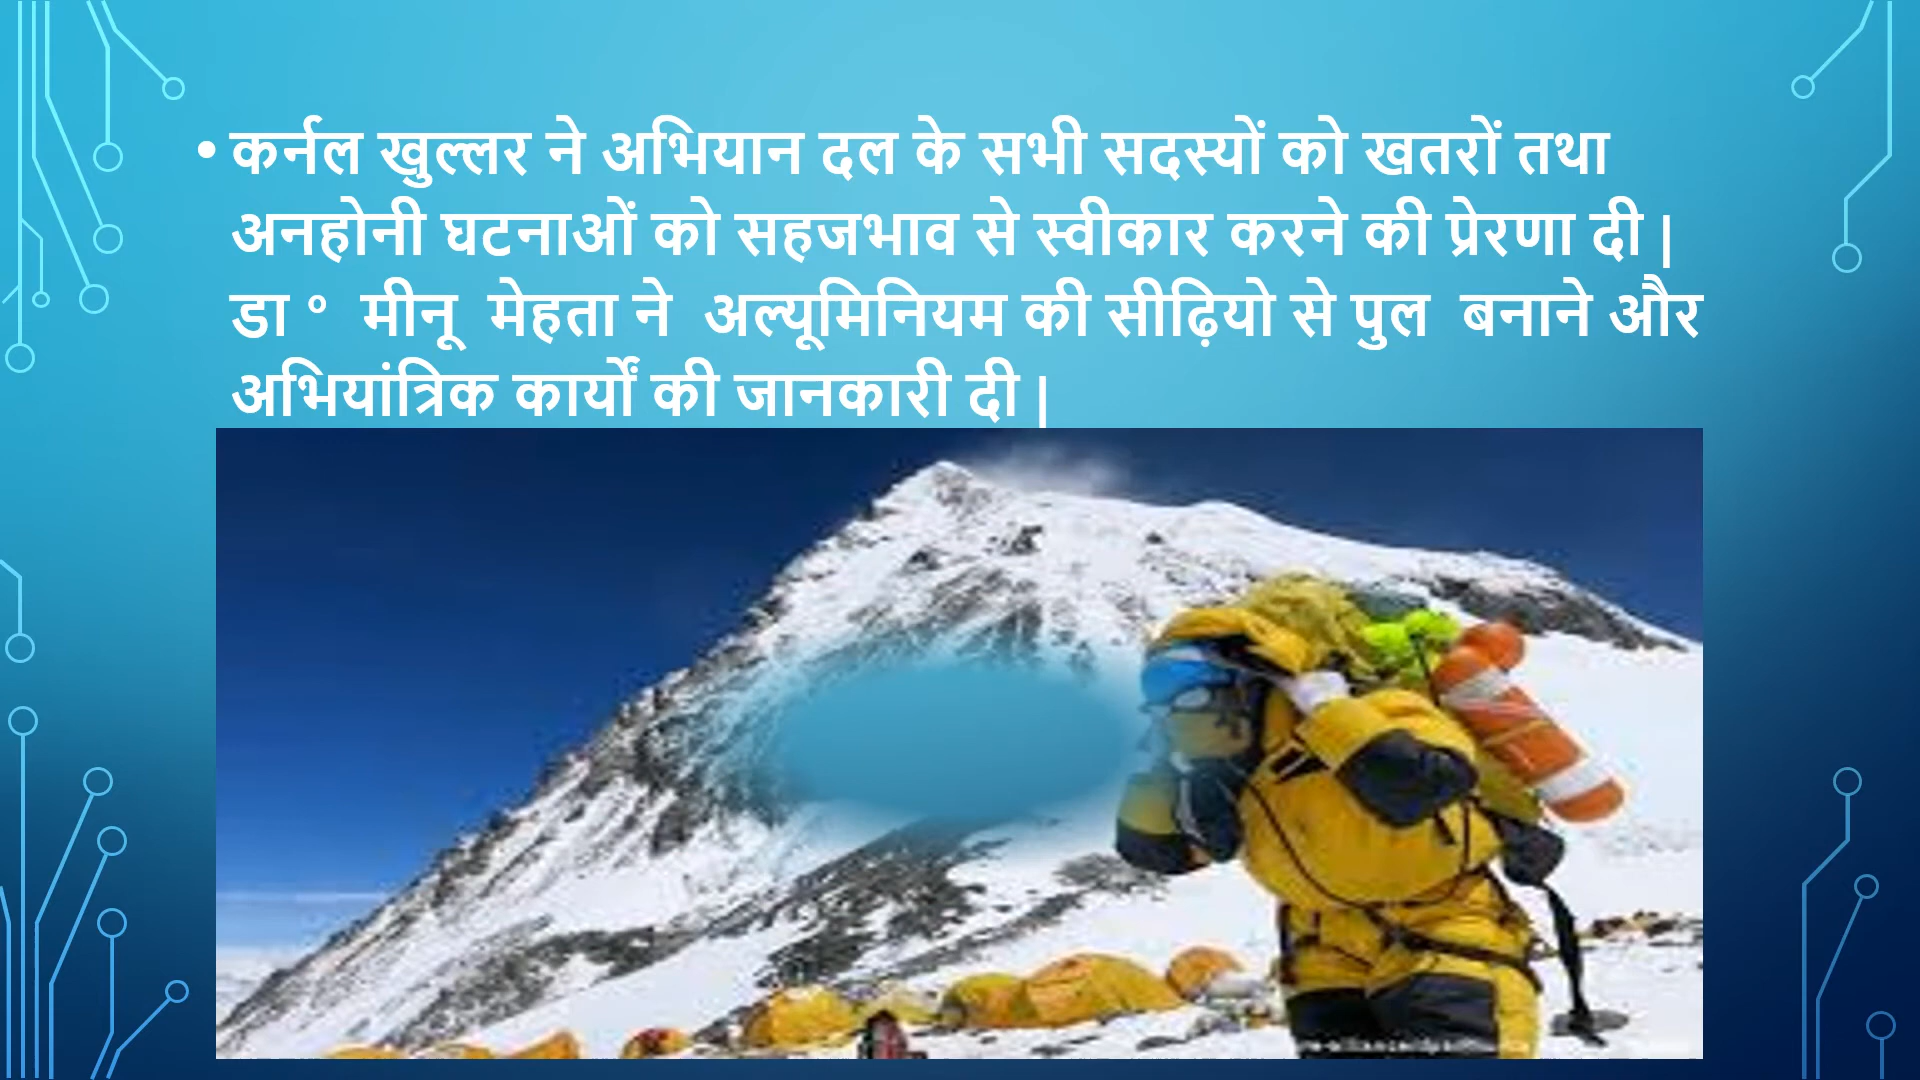 • कर्नल खुल्लर ने अभियान दल के सभी सदस्यों को खतरों तथा
अनहोनी घटनाओं को सहजभाव से स्वीकार करने की प्रेरणा दी |
डा ° मीनू मेहता ने अल्यूमिनियम की सीढ़ियो से पुल बनाने और
अभियांत्रिक कार्यों की जानकारी दी |